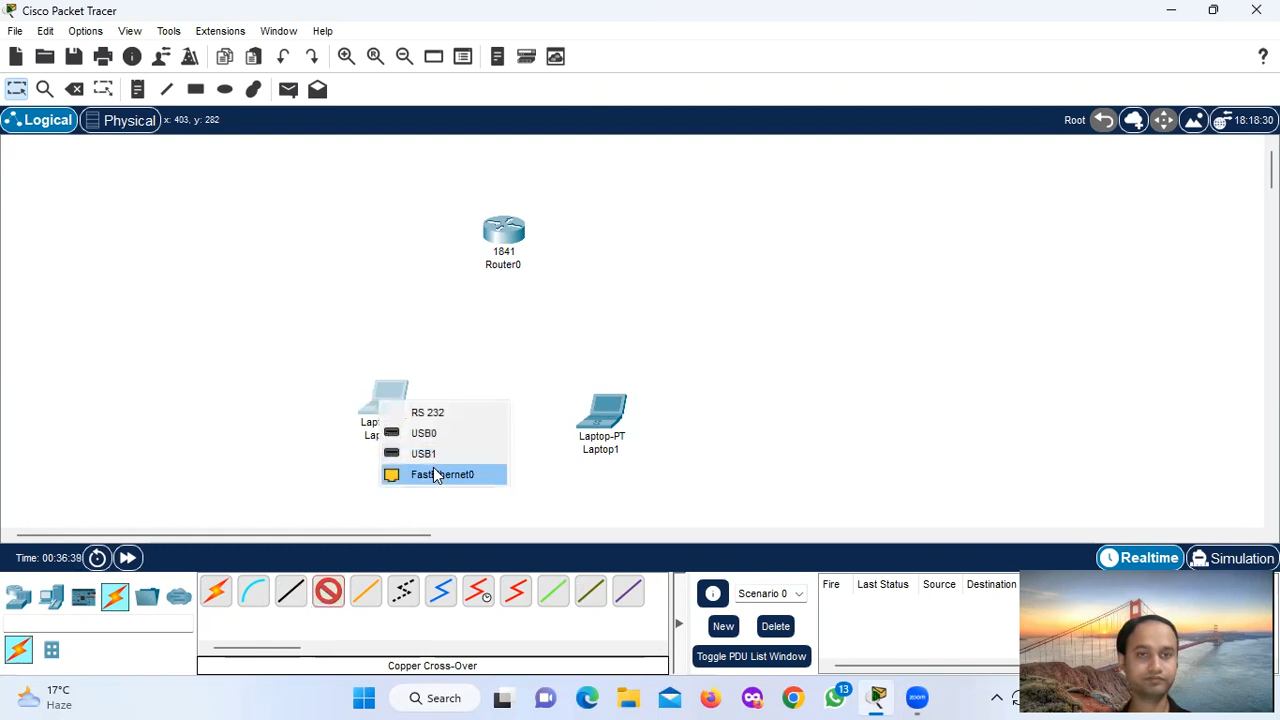 Cisco Packet Tracer
File Edit Options View Tools Extensions Window Help
?
Logical Physical x: 403, y: 282 Root 18:18:30
1841
Router0
RS 232
USB0
USB1
FastEthernet0
Laptop-PT
Laptop1
Time: 00:36:39 Realtime Simulation
Scenario 0
New Delete
Toggle PDU List Window
Fire Last Status Source Destination
Copper Cross-Over
17°C
Haze
Search
13
zoom